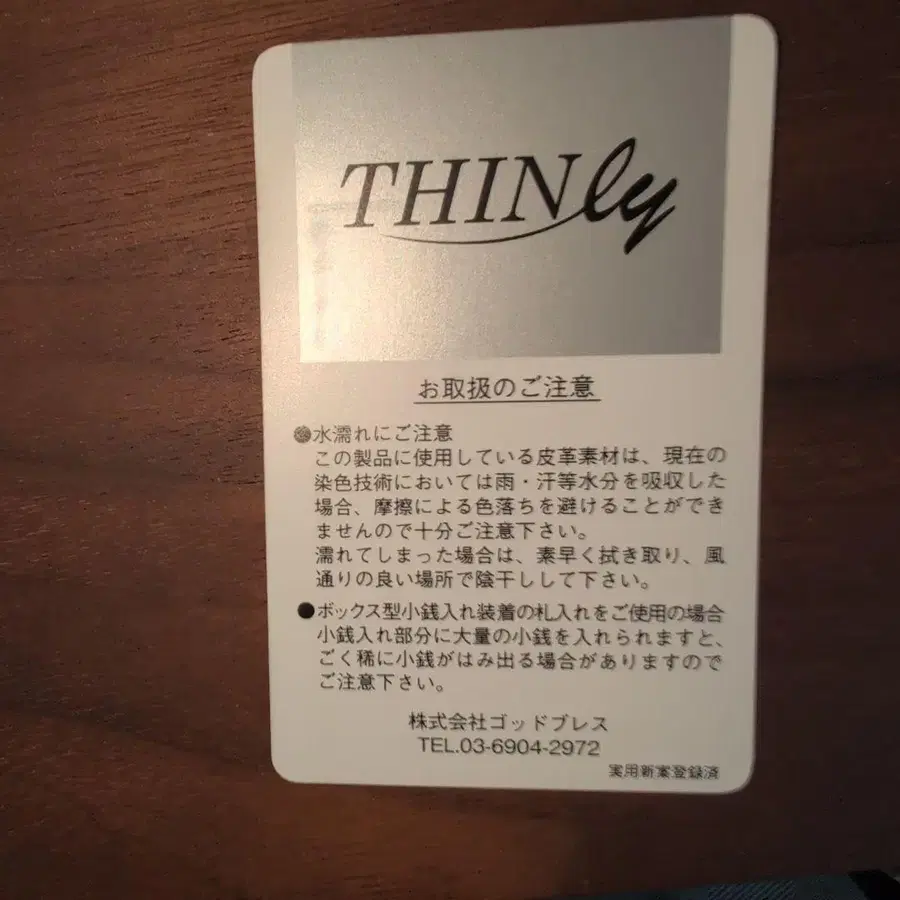 THINly
お取扱のご注意
●水濡れにご注意
この製品に使用している皮革素材は、現在の
染色技術においては雨・汗等水分を吸収した
場合、摩擦による色落ちを避けることができ
ませんので十分ご注意下さい。
濡れてしまった場合は、素早く拭き取り、風
通りの良い場所で陰干しして下さい。
●ボックス型小銭入れ装着の札入れをご使用の場合
小銭入れ部分に大量の小銭を入れられますと、
ごく稀に小銭がはみ出る場合がありますので
ご注意下さい。
株式会社ゴッドブレス
TEL.03-6904-2972
実用新案登録済